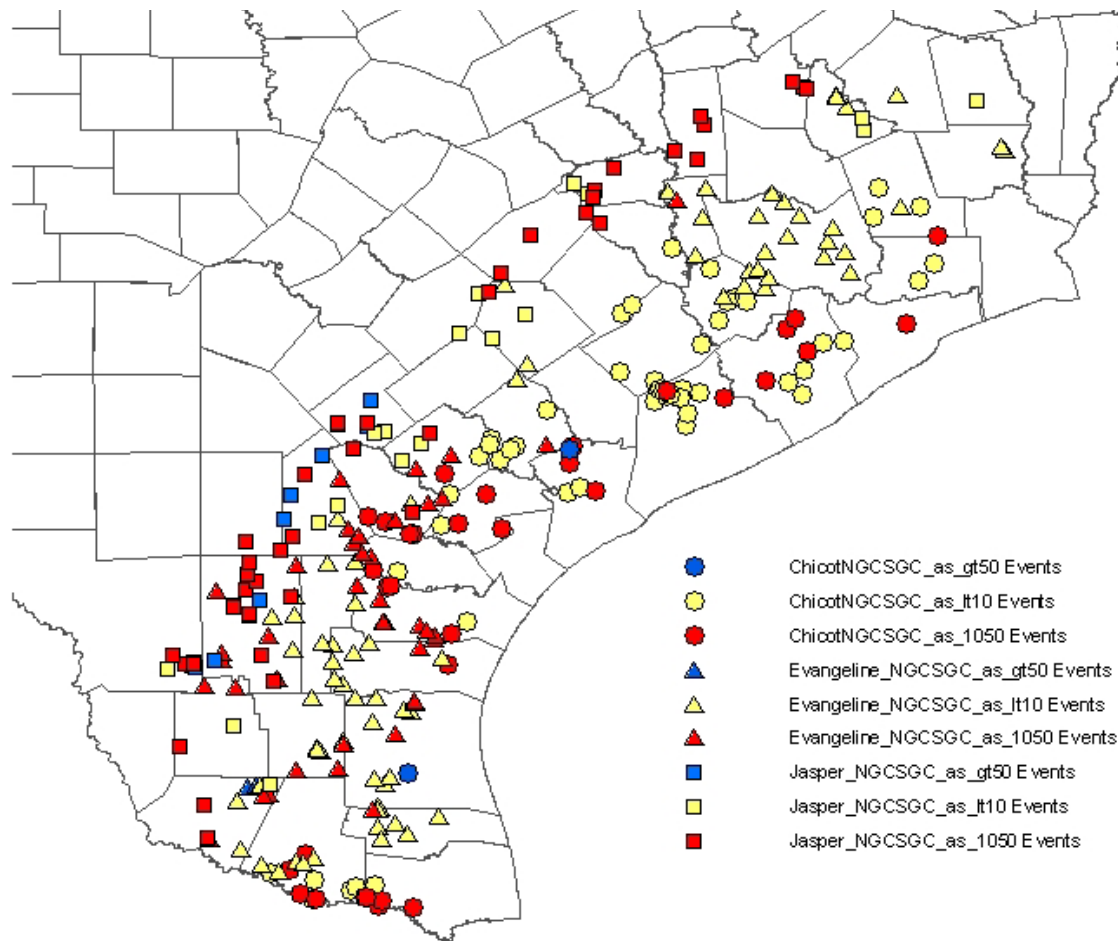 ChicotNGCSGC_as_gt50 Events
ChicotNGCSGC_as_lt10 Events
ChicotNGCSGC_as_1050 Events
Evangeline_NGCSGC_as_gt50 Events
Evangeline_NGCSGC_as_lt10 Events
Evangeline_NGCSGC_as_1050 Events
Jasper_NGCSGC_as_gt50 Events
Jasper_NGCSGC_as_lt10 Events
Jasper_NGCSGC_as_1050 Events